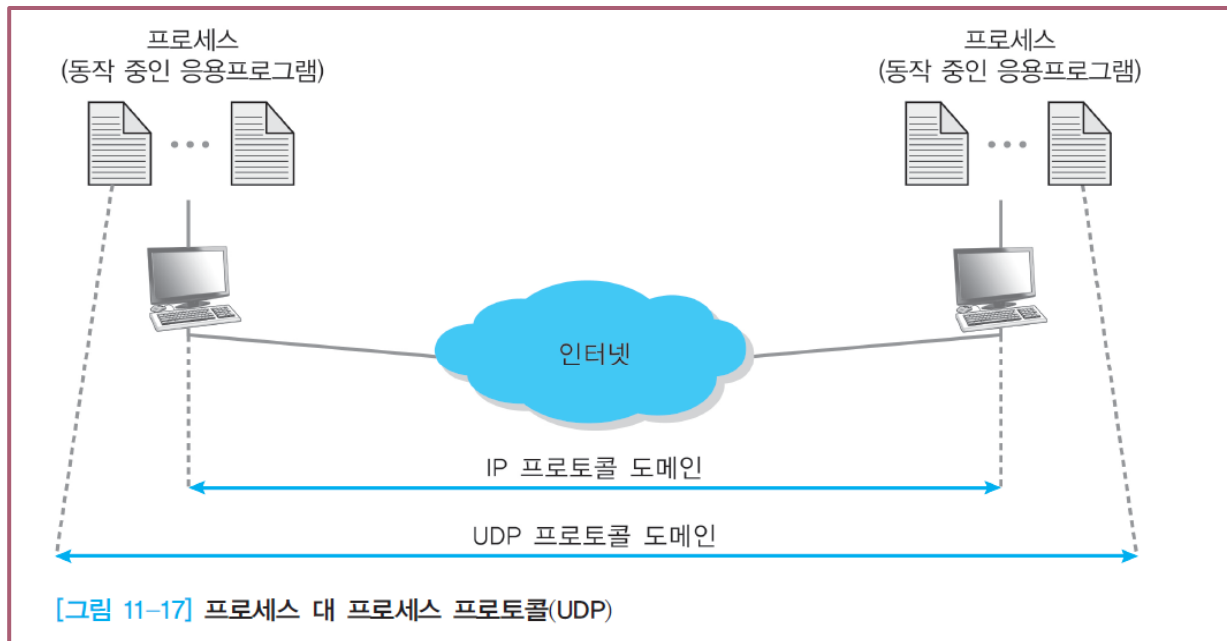 프로세스
(동작 중인 응용프로그램)
프로세스
(동작 중인 응용프로그램)
인터넷
IP 프로토콜 도메인
UDP 프로토콜 도메인
[그림 11-17] 프로세스 대 프로세스 프로토콜(UDP)